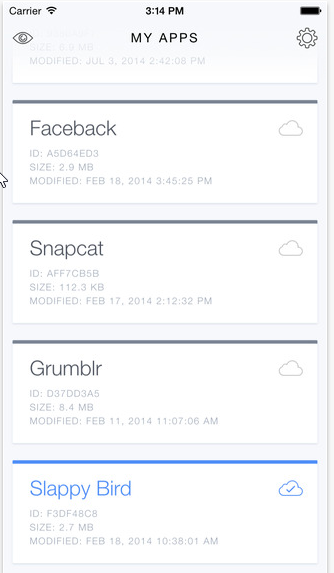 Carrier 3:14 PM
MY APPS
SIZE: 6.9 MB
MODIFIED: JUL 3, 2014 2:42:08 PM
Faceback
ID: A5D64ED3
SIZE: 2.9 MB
MODIFIED: FEB 18, 2014 3:45:25 PM
Snapcat
ID: AFF7CB5B
SIZE: 112.3 KB
MODIFIED: FEB 17, 2014 2:12:32 PM
Grumblr
ID: D37DD3A5
SIZE: 8.4 MB
MODIFIED: FEB 11, 2014 11:07:06 AM
Slappy Bird
ID: F3DF48C8
SIZE: 2.7 MB
MODIFIED: FEB 18, 2014 10:38:01 AM